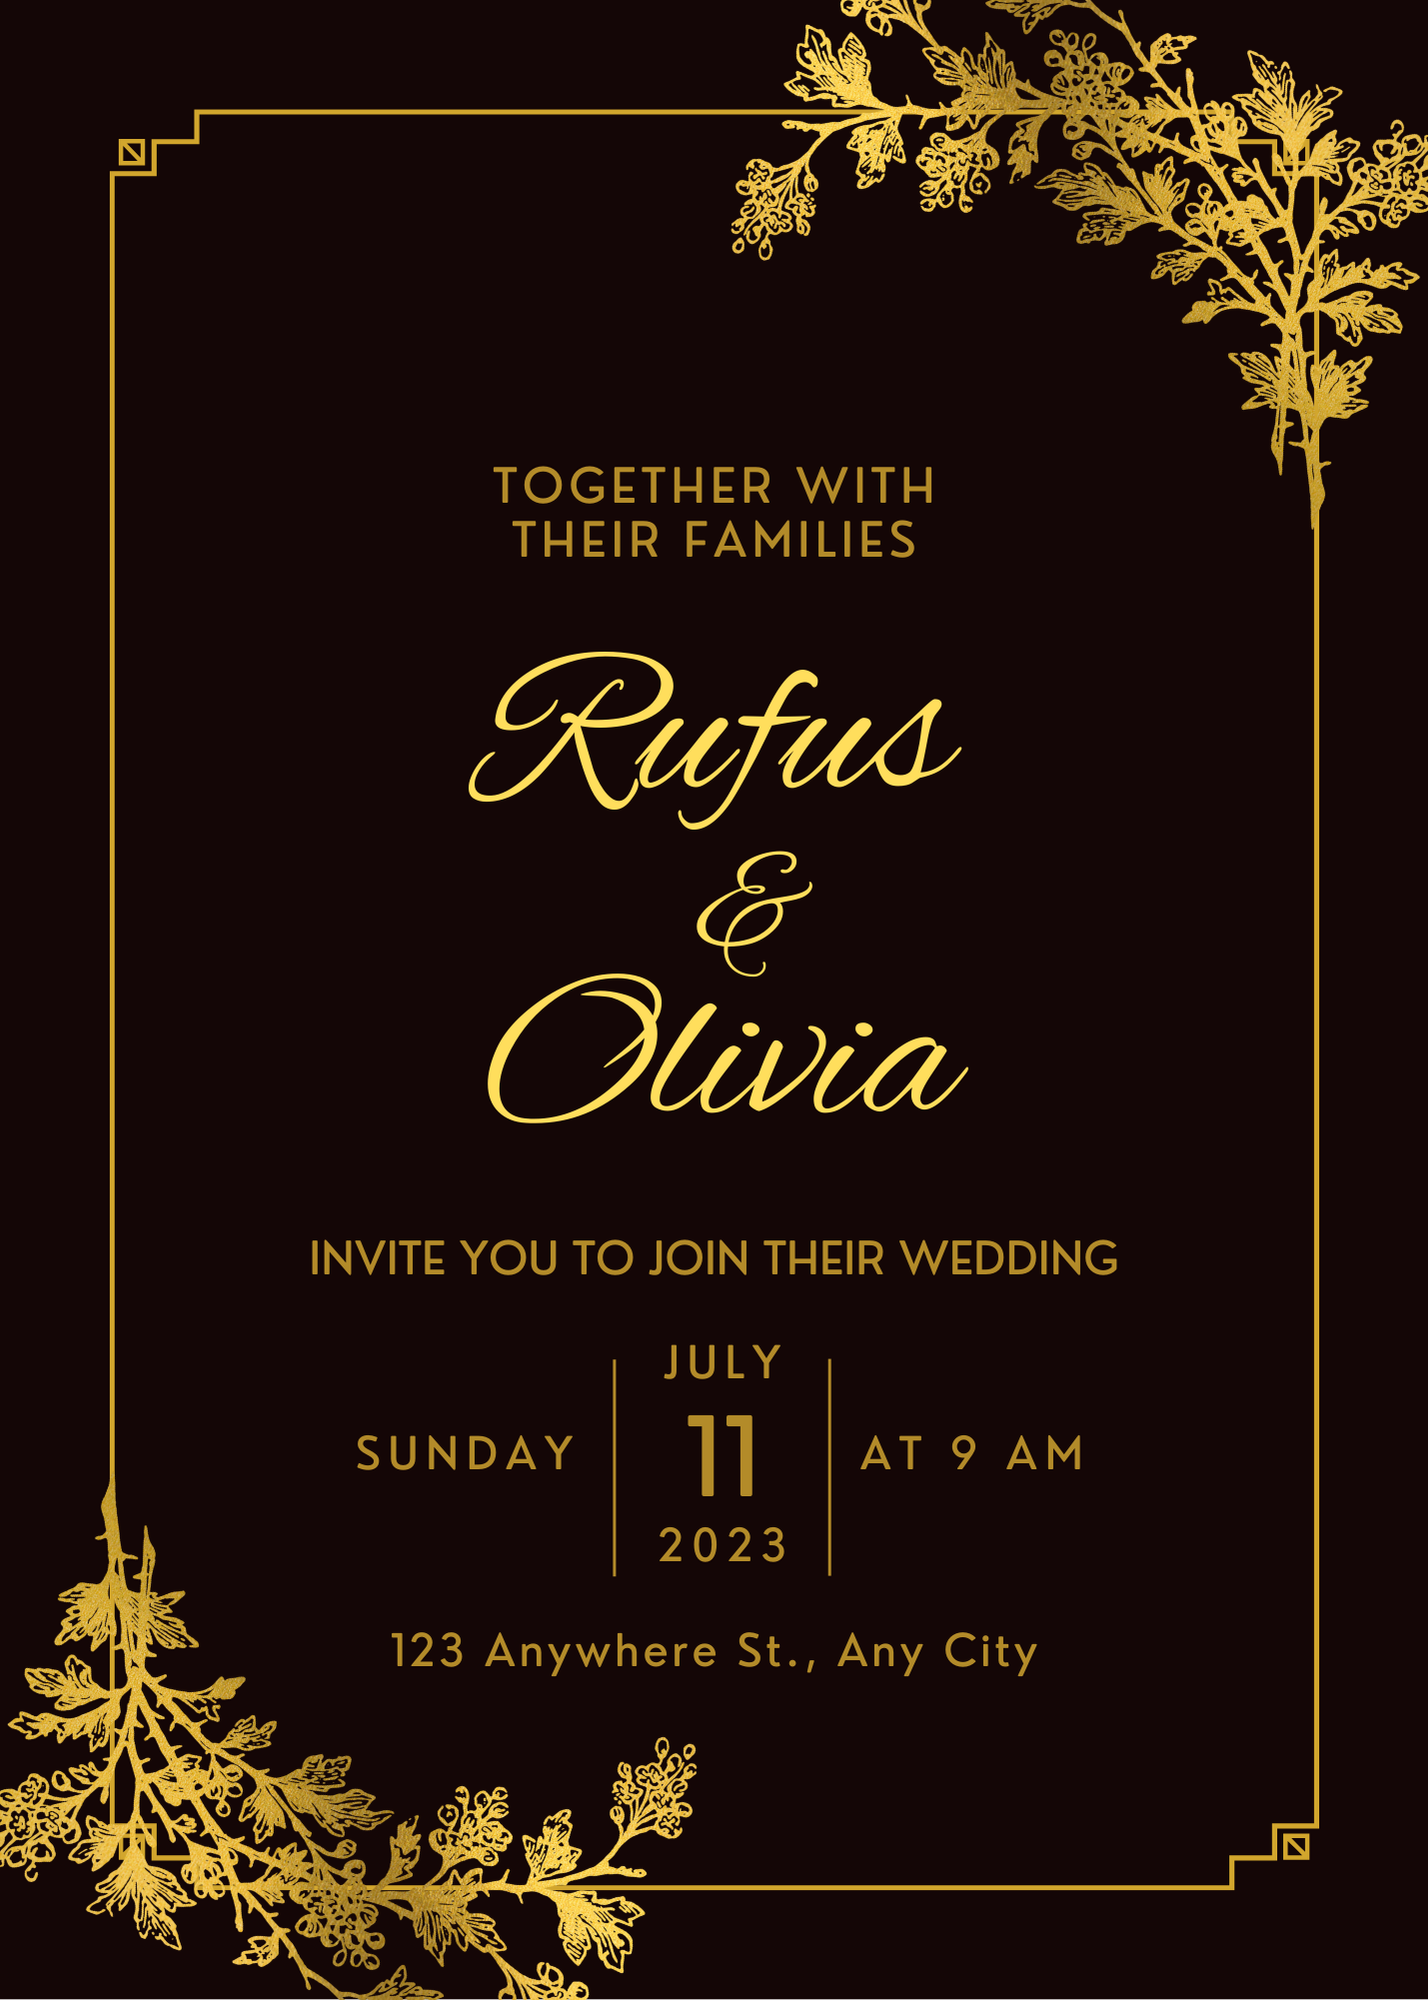 TOGETHER WITH
THEIR FAMILIES
Rufus
&
Olivia
INVITE YOU TO JOIN THEIR WEDDING
JULY
SUNDAY 11 AT 9 AM
2023
123 Anywhere St., Any City